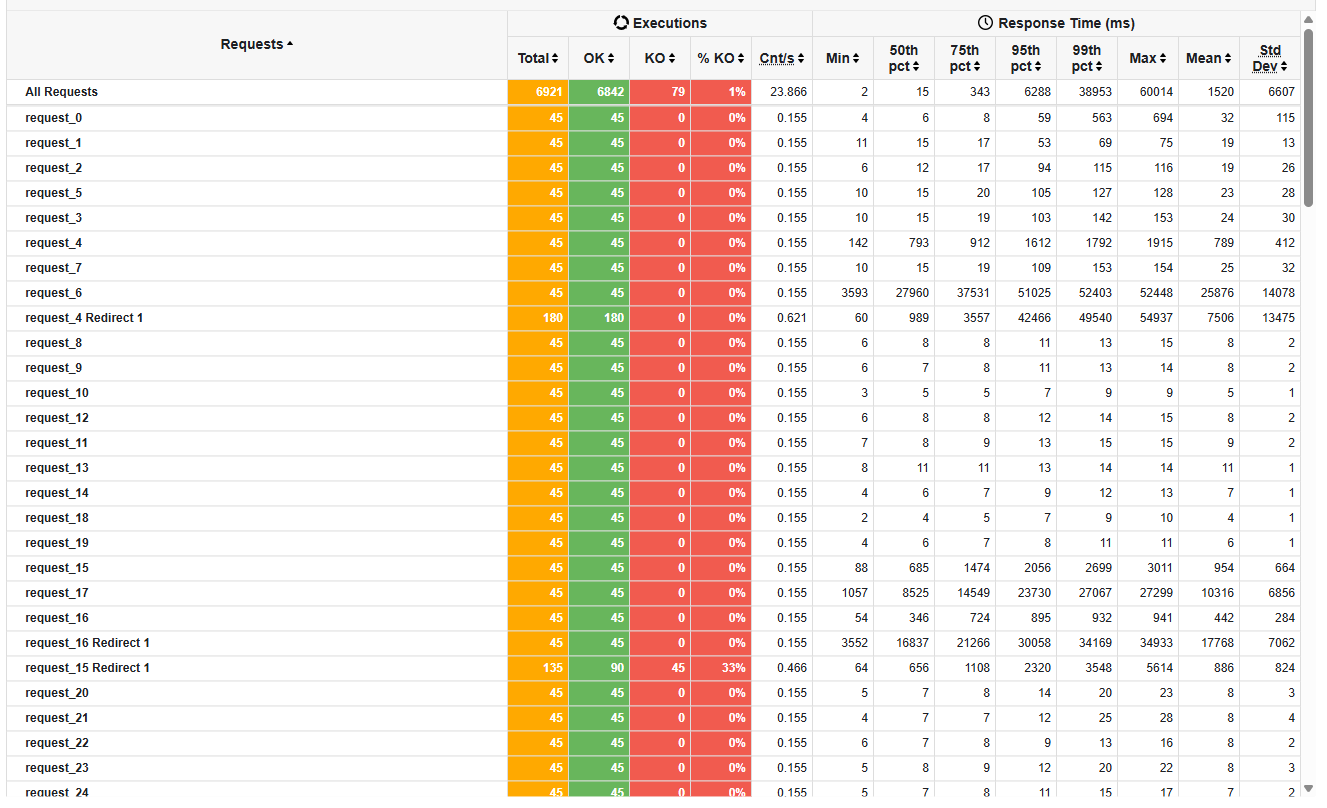 Executions Response Time (ms)
Requests Total OK KO % KO Cnt/s Min 50th pct 75th pct 95th pct 99th pct Max Mean Std Dev
All Requests 6921 6842 79 1% 23.866 2 15 343 6288 38953 60014 1520 6607
request_0 45 45 0 0% 0.155 4 6 8 59 563 694 32 115
request_1 45 45 0 0% 0.155 11 15 17 53 69 75 19 13
request_2 45 45 0 0% 0.155 6 12 17 94 115 116 19 26
request_5 45 45 0 0% 0.155 10 15 20 105 127 128 23 28
request_3 45 45 0 0% 0.155 10 15 19 103 142 153 24 30
request_4 45 45 0 0% 0.155 142 793 912 1612 1792 1915 789 412
request_7 45 45 0 0% 0.155 10 15 19 109 153 154 25 32
request_6 45 45 0 0% 0.155 3593 27960 37531 51025 52403 52448 25876 14078
request_4 Redirect 1 180 180 0 0% 0.621 60 989 3557 42466 49540 54937 7506 13475
request_8 45 45 0 0% 0.155 6 8 8 11 13 15 8 2
request_9 45 45 0 0% 0.155 6 7 8 11 13 14 8 2
request_10 45 45 0 0% 0.155 3 5 5 7 9 9 5 1
request_12 45 45 0 0% 0.155 6 8 8 12 14 15 8 2
request_11 45 45 0 0% 0.155 7 8 9 13 15 15 9 2
request_13 45 45 0 0% 0.155 8 11 11 13 14 14 11 1
request_14 45 45 0 0% 0.155 4 6 7 9 12 13 7 1
request_18 45 45 0 0% 0.155 2 4 5 7 9 10 4 1
request_19 45 45 0 0% 0.155 4 6 7 8 11 11 6 1
request_15 45 45 0 0% 0.155 88 685 1474 2056 2699 3011 954 664
request_17 45 45 0 0% 0.155 1057 8525 14549 23730 27067 27299 10316 6856
request_16 45 45 0 0% 0.155 54 346 724 895 932 941 442 284
request_16 Redirect 1 45 45 0 0% 0.155 3552 16837 21266 30058 34169 34933 17768 7062
request_15 Redirect 1 135 90 45 33% 0.466 64 656 1108 2320 3548 5614 886 824
request_20 45 45 0 0% 0.155 5 7 8 14 20 23 8 3
request_21 45 45 0 0% 0.155 4 7 7 12 25 28 8 4
request_22 45 45 0 0% 0.155 6 7 8 9 13 16 8 2
request_23 45 45 0 0% 0.155 5 8 9 12 20 22 8 3
request_24 45 45 0 0% 0.155 5 7 8 11 15 17 7 2